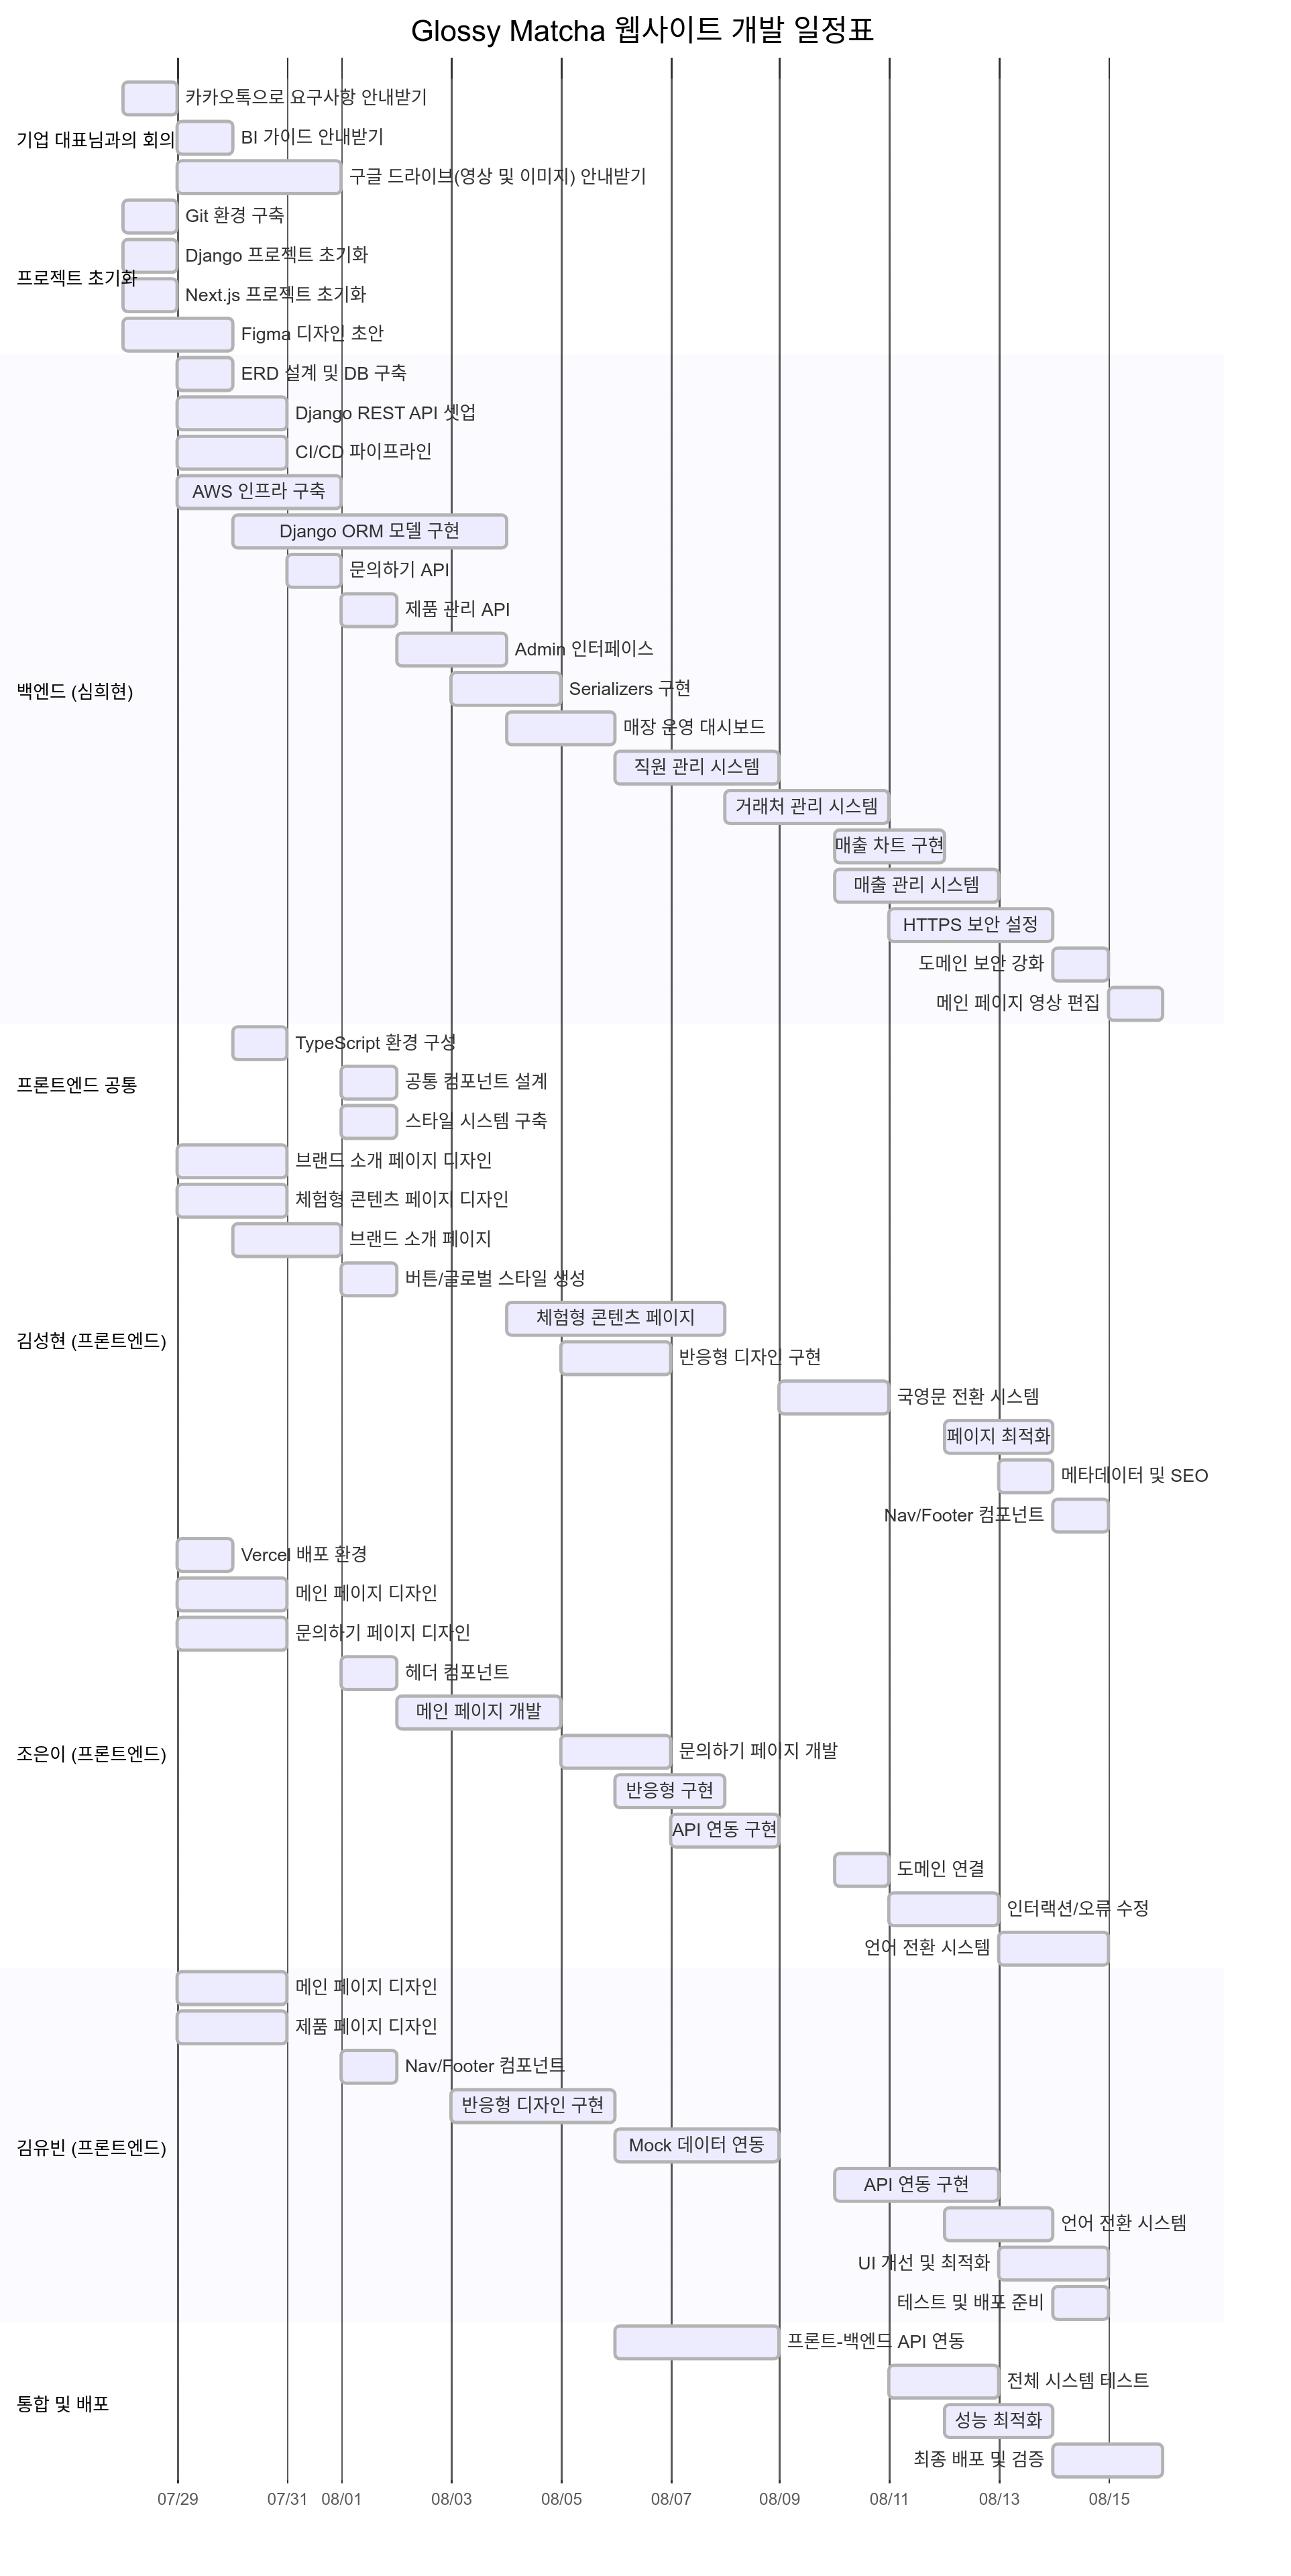 Glossy Matcha 웹사이트 개발 일정표
기업 대표님과의 회의
카카오톡으로 요구사항 안내받기
BI 가이드 안내받기
구글 드라이브(영상 및 이미지) 안내받기
프로젝트 초기화
Git 환경 구축
Django 프로젝트 초기화
Next.js 프로젝트 초기화
Figma 디자인 초안
백엔드 (심희현)
ERD 설계 및 DB 구축
Django REST API 셋업
CI/CD 파이프라인
AWS 인프라 구축
Django ORM 모델 구현
문의하기 API
제품 관리 API
Admin 인터페이스
Serializers 구현
매장 운영 대시보드
직원 관리 시스템
거래처 관리 시스템
매출 차트 구현
매출 관리 시스템
HTTPS 보안 설정
도메인 보안 강화
메인 페이지 영상 편집
프론트엔드 공통
TypeScript 환경 구성
공통 컴포넌트 설계
스타일 시스템 구축
김성현 (프론트엔드)
브랜드 소개 페이지 디자인
체험형 콘텐츠 페이지 디자인
브랜드 소개 페이지
버튼/글로벌 스타일 생성
체험형 콘텐츠 페이지
반응형 디자인 구현
국영문 전환 시스템
페이지 최적화
메타데이터 및 SEO
Nav/Footer 컴포넌트
조은이 (프론트엔드)
Vercel 배포 환경
메인 페이지 디자인
문의하기 페이지 디자인
헤더 컴포넌트
메인 페이지 개발
문의하기 페이지 개발
반응형 구현
API 연동 구현
도메인 연결
인터랙션/오류 수정
언어 전환 시스템
김유빈 (프론트엔드)
메인 페이지 디자인
제품 페이지 디자인
Nav/Footer 컴포넌트
반응형 디자인 구현
Mock 데이터 연동
API 연동 구현
언어 전환 시스템
UI 개선 및 최적화
테스트 및 배포 준비
통합 및 배포
프론트-백엔드 API 연동
전체 시스템 테스트
성능 최적화
최종 배포 및 검증
07/29 07/31 08/01 08/03 08/05 08/07 08/09 08/11 08/13 08/15